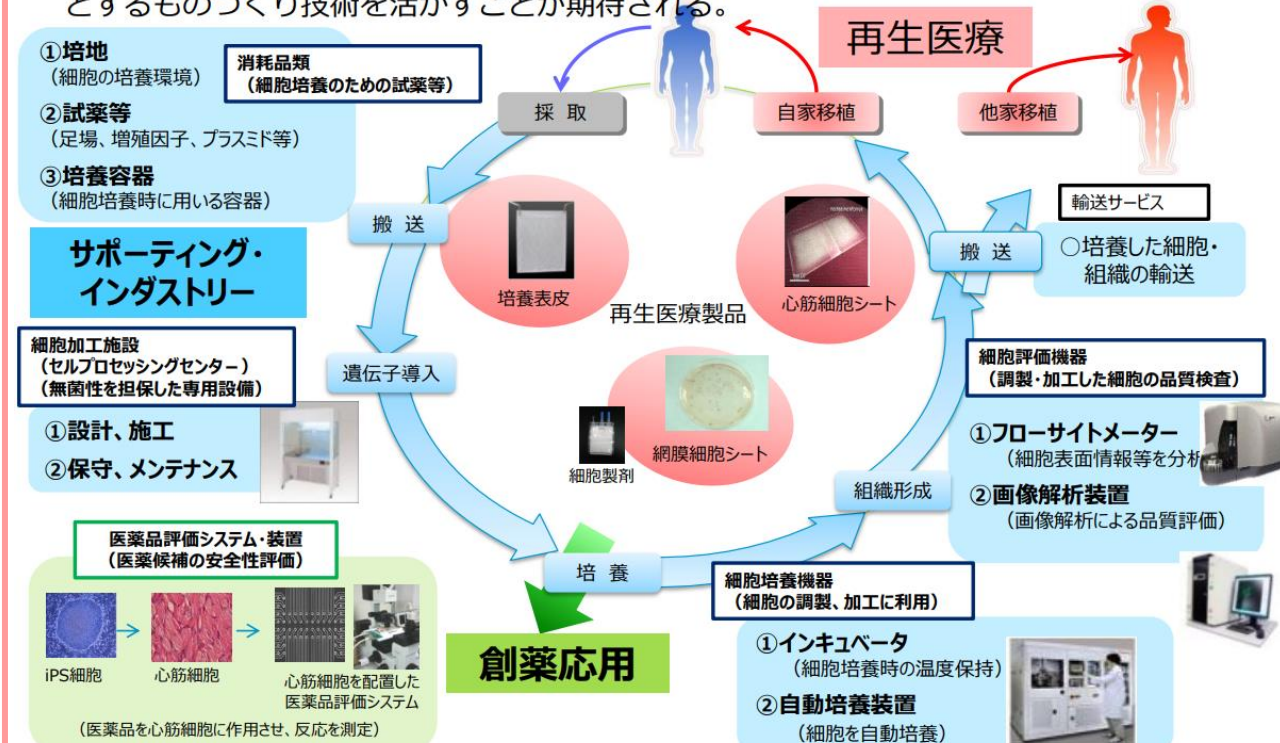 とするものづくり技術を活かすことが期待される。
再生医療
①培地
(細胞の培養環境)
②試薬等
(足場、増殖因子、プラスミド等)
③培養容器
(細胞培養時に用いる容器)
消耗品類
(細胞培養のための試薬等)
採 取
自家移植
他家移植
搬 送
培養表皮
心筋細胞シート
再生医療製品
細胞製剤
網膜細胞シート
搬 送
輸送サービス
○培養した細胞・
組織の輸送
サポーティング・
インダストリー
細胞加工施設
(セルプロセッシングセンター)
(無菌性を担保した専用設備)
①設計、施工
②保守、メンテナンス
遺伝子導入
細胞評価機器
(調製・加工した細胞の品質検査)
①フローサイトメーター
(細胞表面情報等を分析
②画像解析装置
(画像解析による品質評価)
組織形成
培 養
医薬品評価システム・装置
(医薬候補の安全性評価)
iPS細胞
心筋細胞
心筋細胞を配置した
医薬品評価システム
(医薬品を心筋細胞に作用させ、反応を測定)
創薬応用
細胞培養機器
(細胞の調製、加工に利用)
①インキュベータ
(細胞培養時の温度保持)
②自動培養装置
(細胞を自動培養)